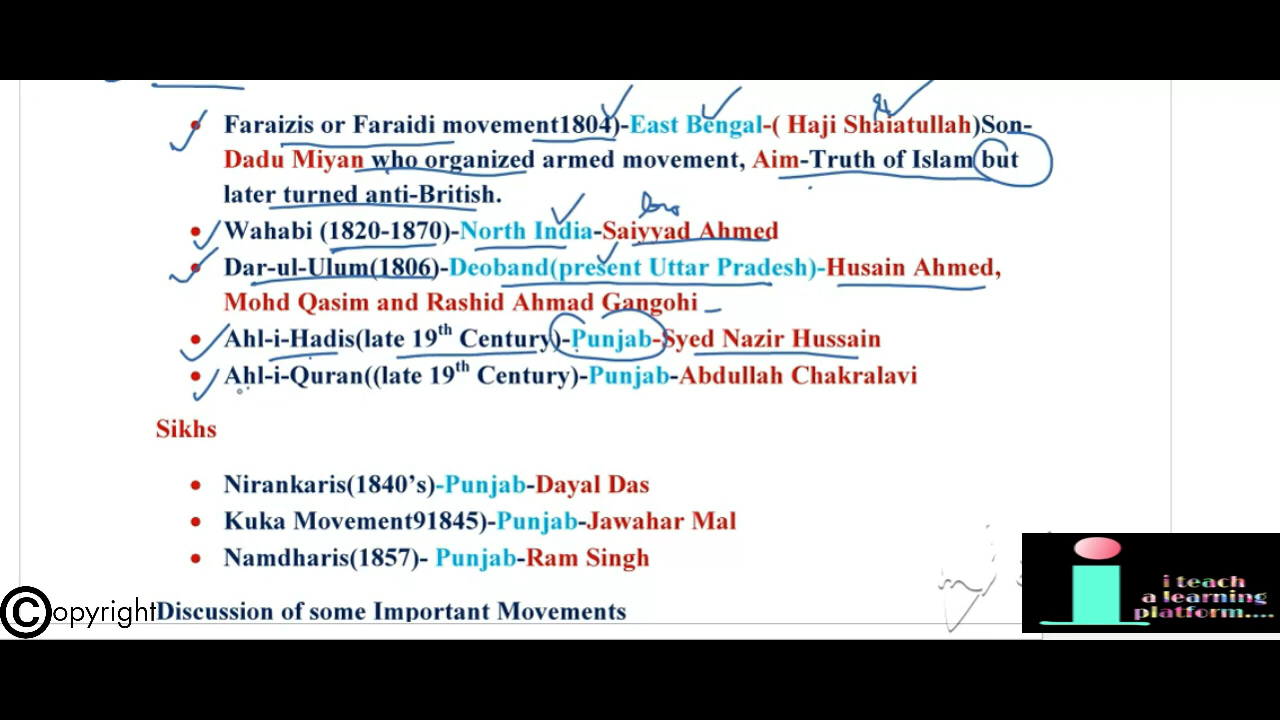 Faraizis or Faraidi movement1804)-East Bengal-( Haji Shaiatullah)Son-
Dadu Miyan who organized armed movement, Aim-Truth of Islam but
later turned anti-British.
Wahabi (1820-1870)-North India-Saiyyad Ahmed
Dar-ul-Ulum(1806)-Deoband(present Uttar Pradesh)-Husain Ahmed,
Mohd Qasim and Rashid Ahmad Gangohi
Ahl-i-Hadis(late 19th Century)-Punjab-Syed Nazir Hussain
Ahl-i-Quran((late 19th Century)-Punjab-Abdullah Chakralavi
Sikhs
Nirankaris(1840's)-Punjab-Dayal Das
Kuka Movement91845)-Punjab-Jawahar Mal
Namdharis(1857)- Punjab-Ram Singh
©opyright
Discussion of some Important Movements
i teach
a learning
platform....